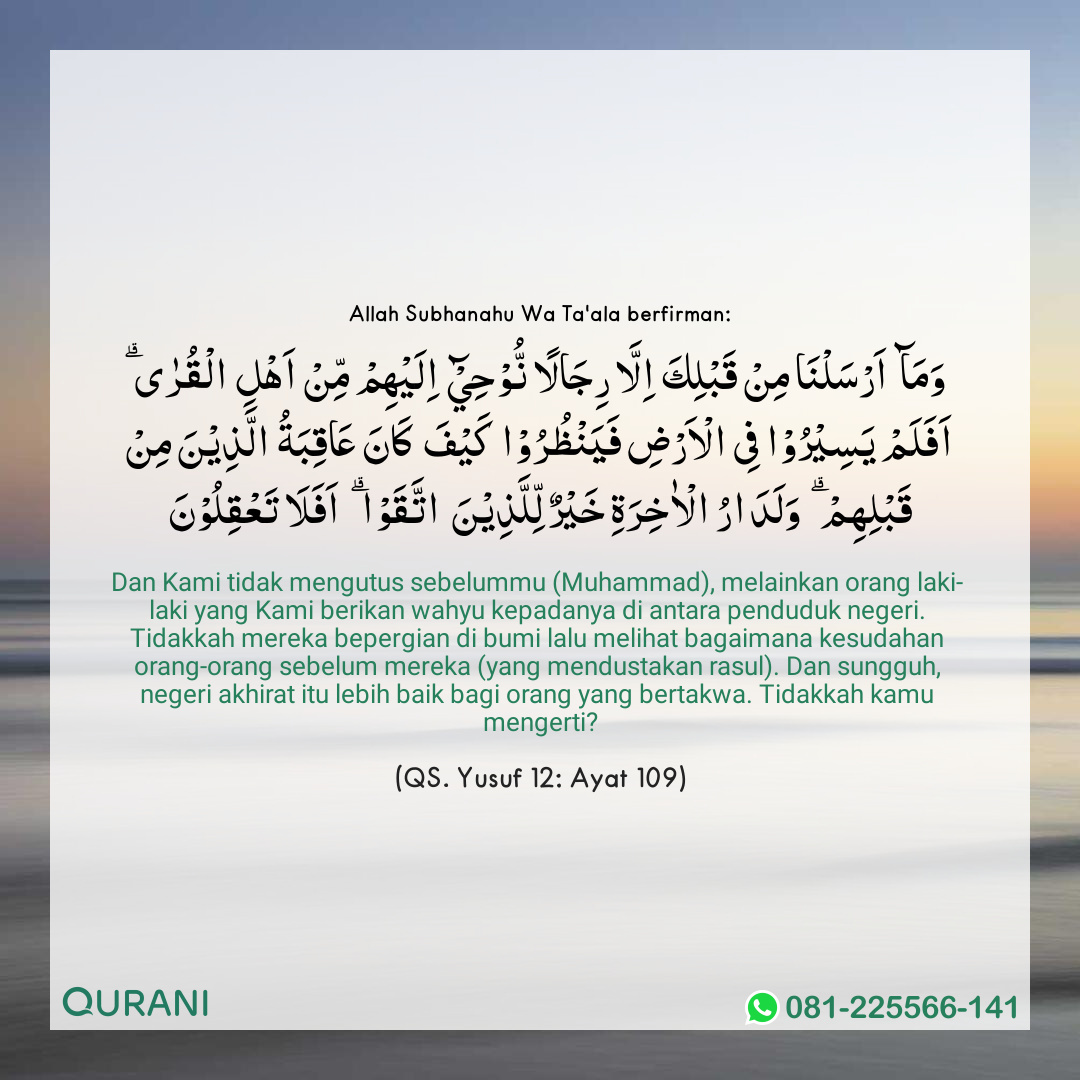 Allah Subhanahu Wa Ta'ala berfirman:
وَمَاۤ اَرْسَلْنَا مِنْ قَبْلِكَ اِلَّا رِجَالًا نُّوْحِيْۤ اِلَيْهِمْ مِّنْ اَهْلِ الْقُرٰى ۗ
اَفَلَمْ يَسِيْرُوْا فِى الْاَرْضِ فَيَنْظُرُوْا كَيْفَ كَانَ عَاقِبَةُ الَّذِيْنَ مِنْ
قَبْلِهِمْ ۗ وَلَدَارُ الْاٰخِرَةِ خَيْرٌ لِّلَّذِيْنَ اتَّقَوْا ۗ اَفَلَا تَعْقِلُوْنَ
Dan Kami tidak mengutus sebelummu (Muhammad), melainkan orang laki-
laki yang Kami berikan wahyu kepadanya di antara penduduk negeri.
Tidakkah mereka bepergian di bumi lalu melihat bagaimana kesudahan
orang-orang sebelum mereka (yang mendustakan rasul). Dan sungguh,
negeri akhirat itu lebih baik bagi orang yang bertakwa. Tidakkah kamu
mengerti?
(QS. Yusuf 12: Ayat 109)
QURANI
081-225566-141